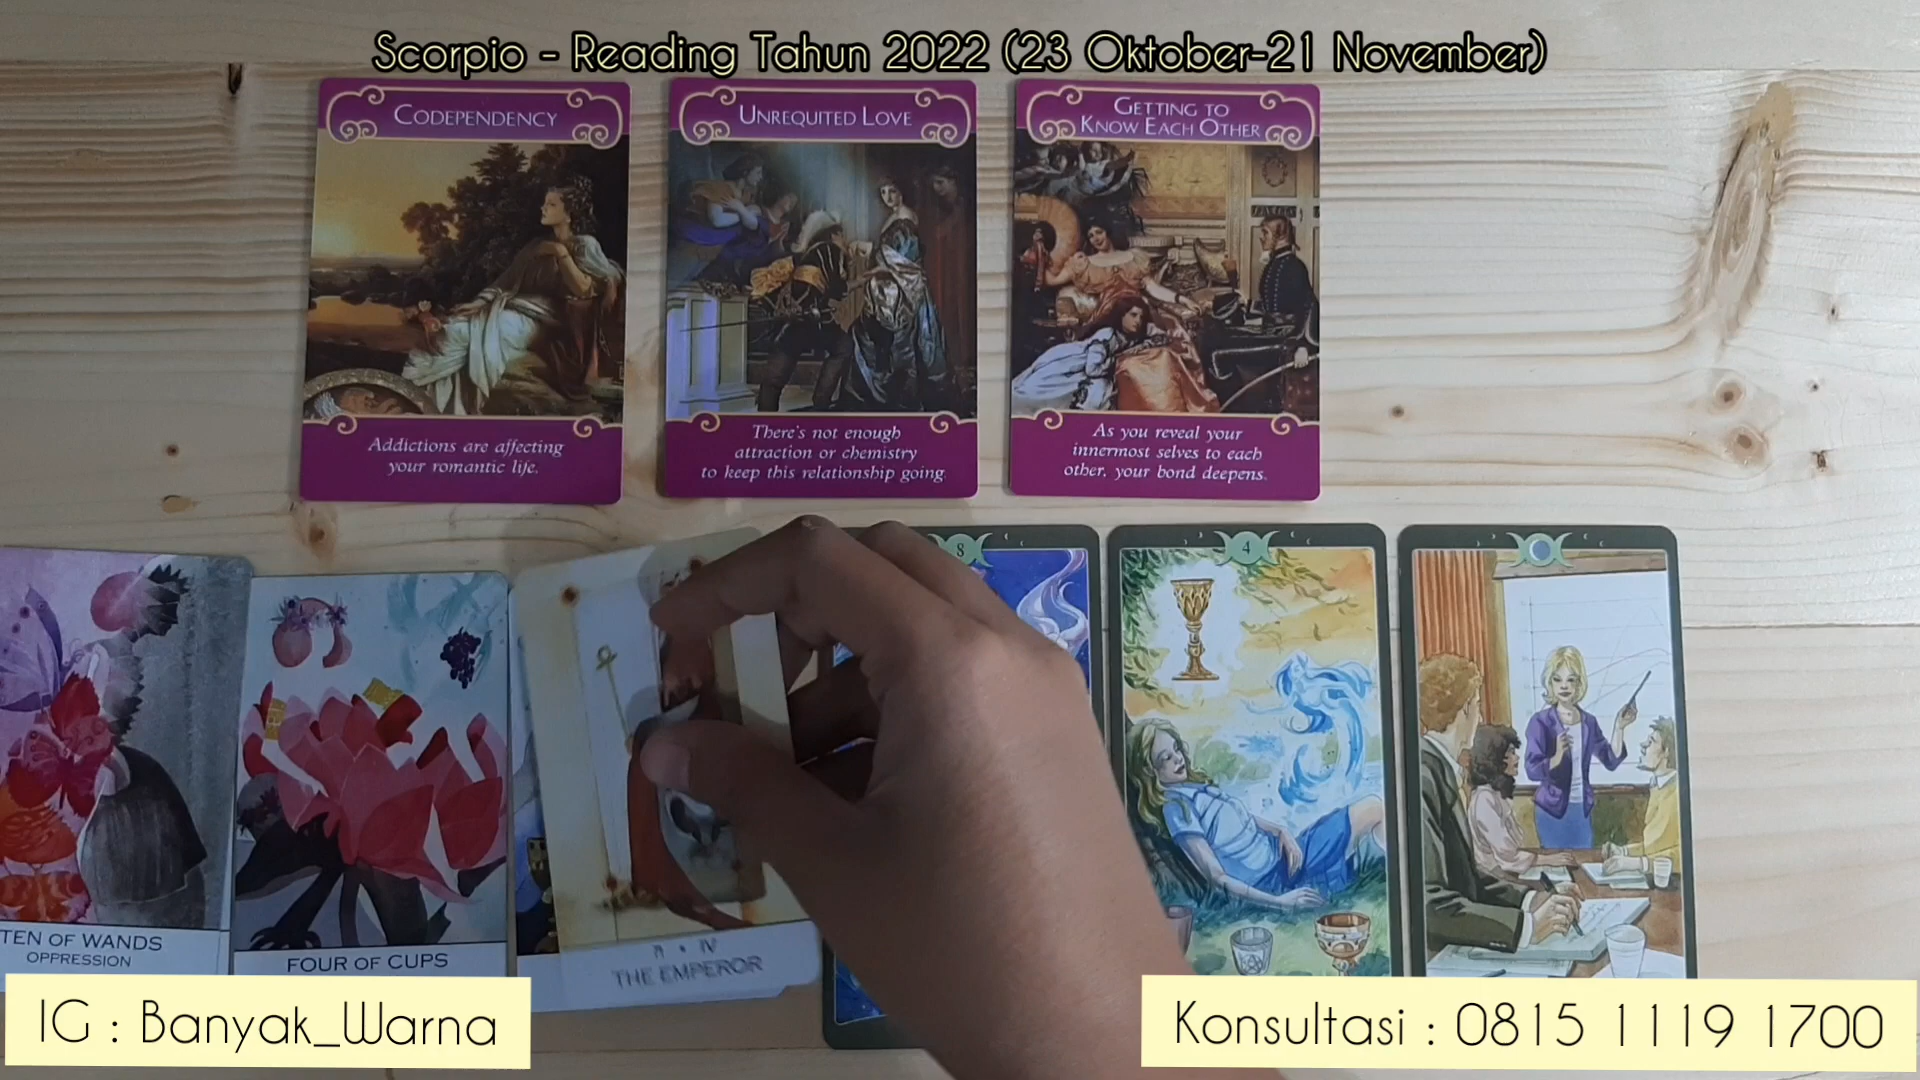 Scorpio - Reading Tahun 2022 (23 Oktober-21 November)
CODEPENDENCY
Addictions are affecting
your romantic life.
UNREQUITED LOVE
There's not enough
attraction or chemistry
to keep this relationship going.
GETTING TO
KNOW EACH OTHER
As you reveal your
innermost selves to each
other, your bond deepens.
TEN OF WANDS
OPPRESSION
FOUR OF CUPS
IV
THE EMPEROR
8
4
IG : Banyak_Warna
Konsultasi : 0815 1119 1700